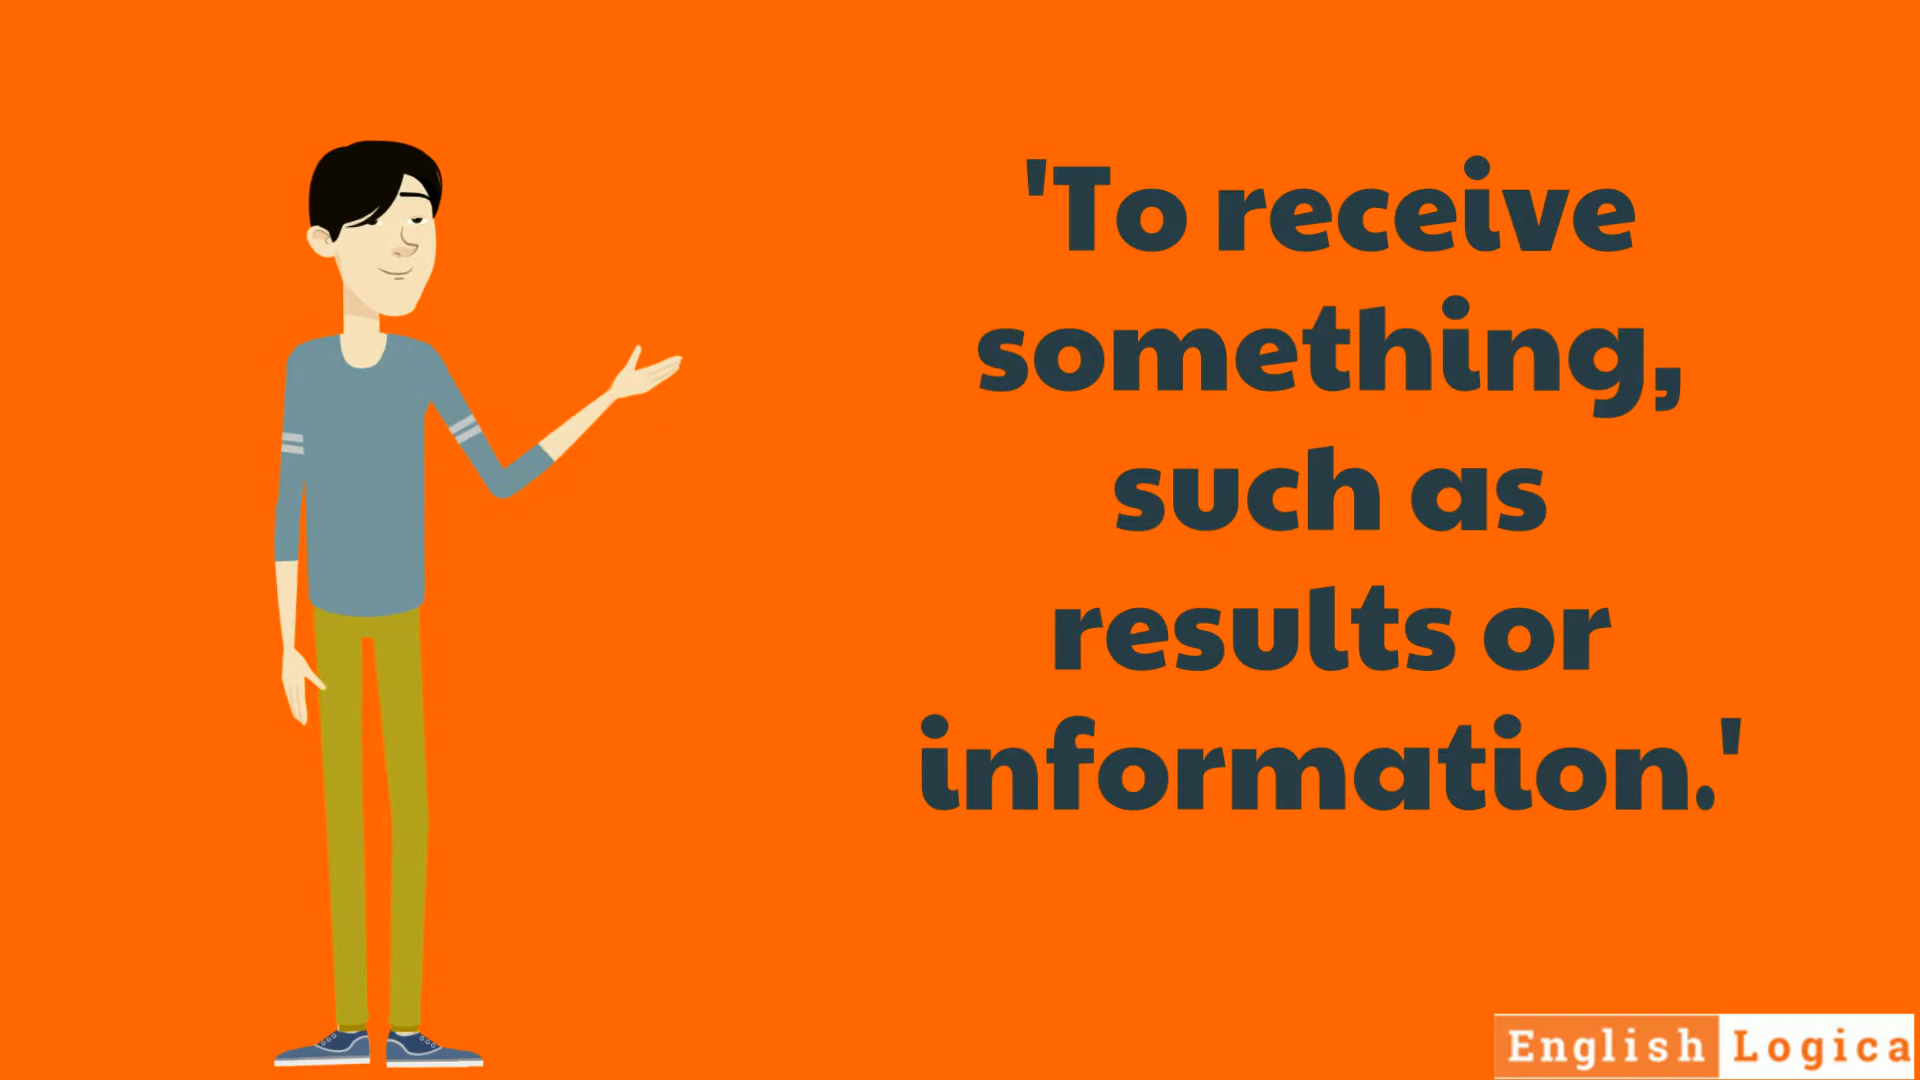 'To receive
something,
such as
results or
information.'
English Logica